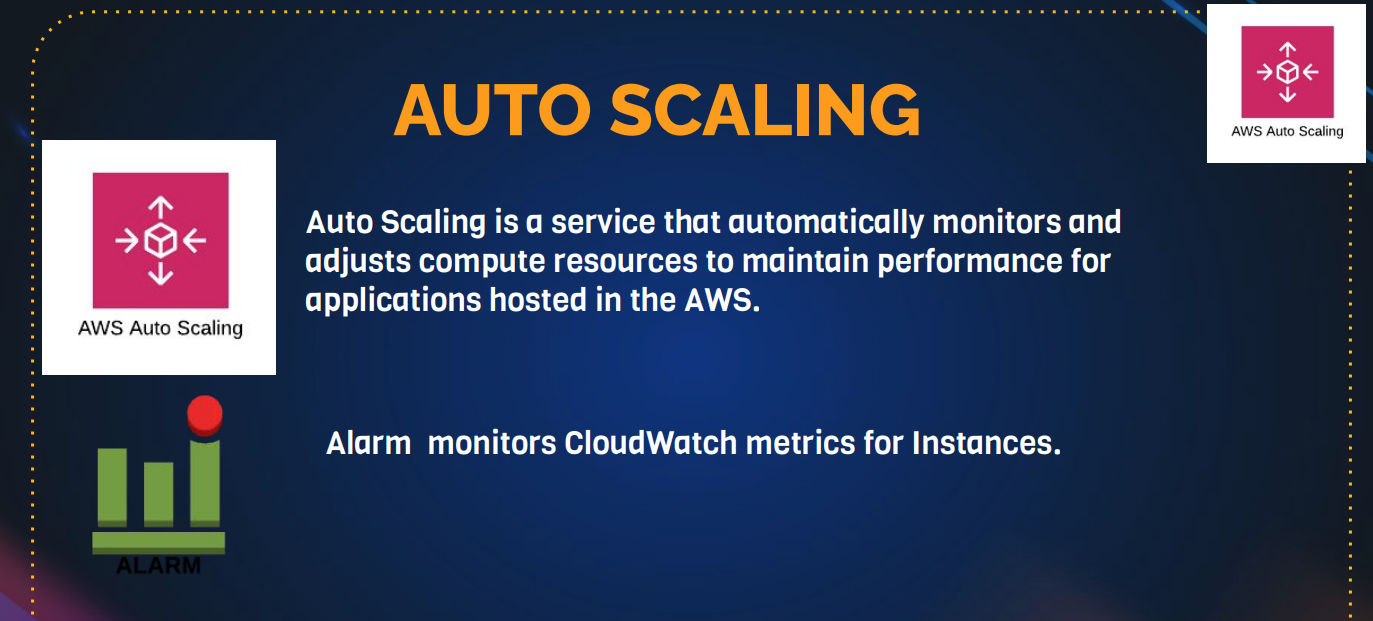 AUTO SCALING
AWS Auto Scaling
AWS Auto Scaling
Auto Scaling is a service that automatically monitors and
adjusts compute resources to maintain performance for
applications hosted in the AWS.
Alarm  monitors CloudWatch metrics for Instances.
ALARM